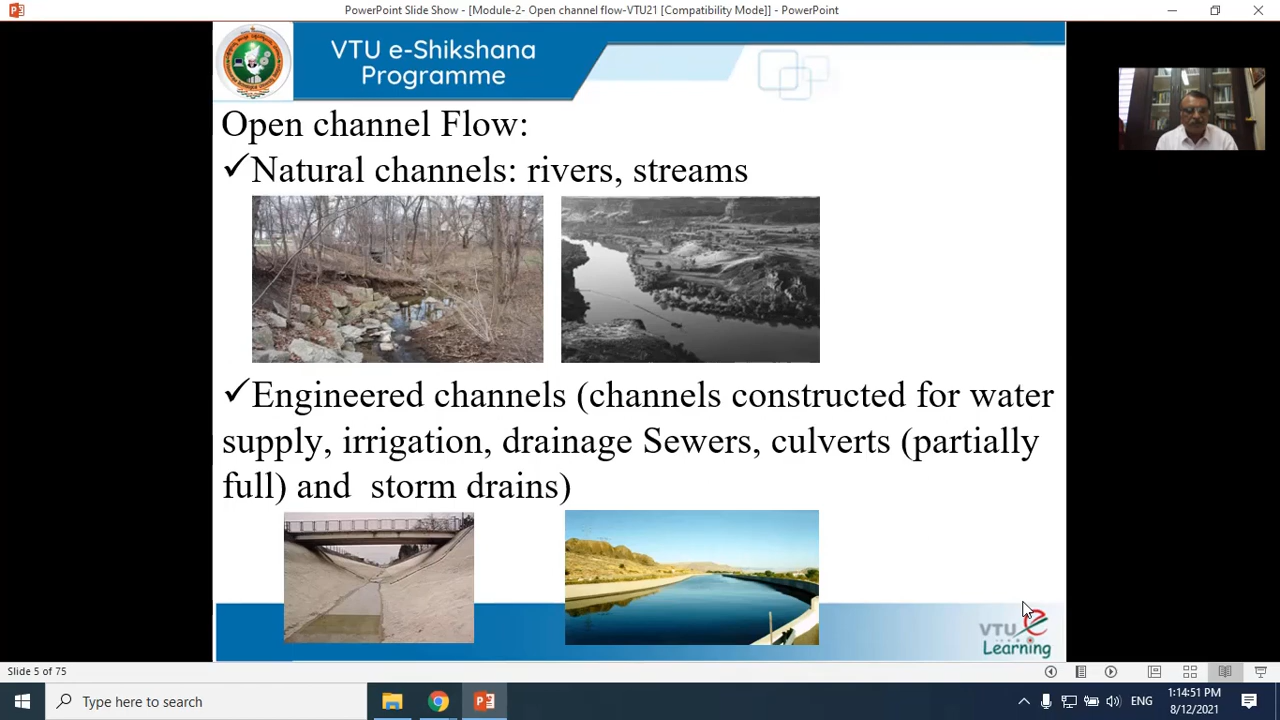 PowerPoint Slide Show - [Module-2- Open channel flow-VTU21 [Compatibility Mode]] - PowerPoint
VTU e-Shikshana
Programme
Open channel Flow:
✓Natural channels: rivers, streams
✓Engineered channels (channels constructed for water
supply, irrigation, drainage Sewers, culverts (partially
full) and storm drains)
VTU e
Learning
Slide 5 of 75
Type here to search
ENG
1:14:51 PM
8/12/2021